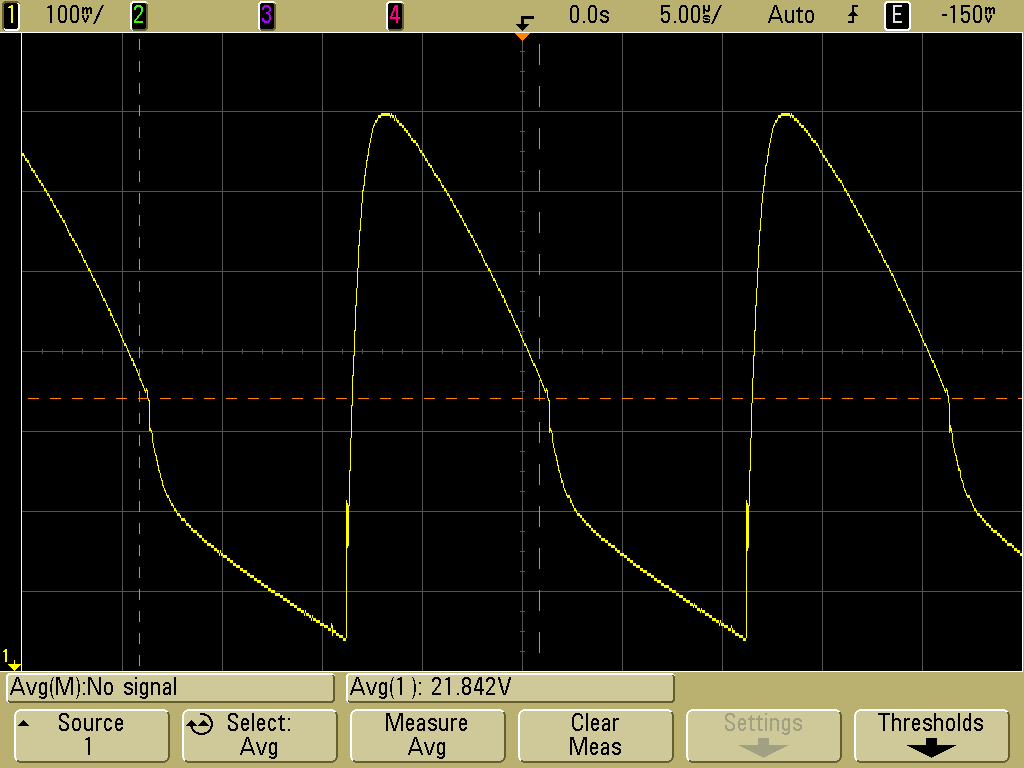 1 100mV/ 2 3 4 0.0s 5.00µs/ Auto E -150mV
1
Avg(M):No signal Avg(1): 21.842V
Source Select: Measure Clear Settings Thresholds
1 Avg Avg Meas